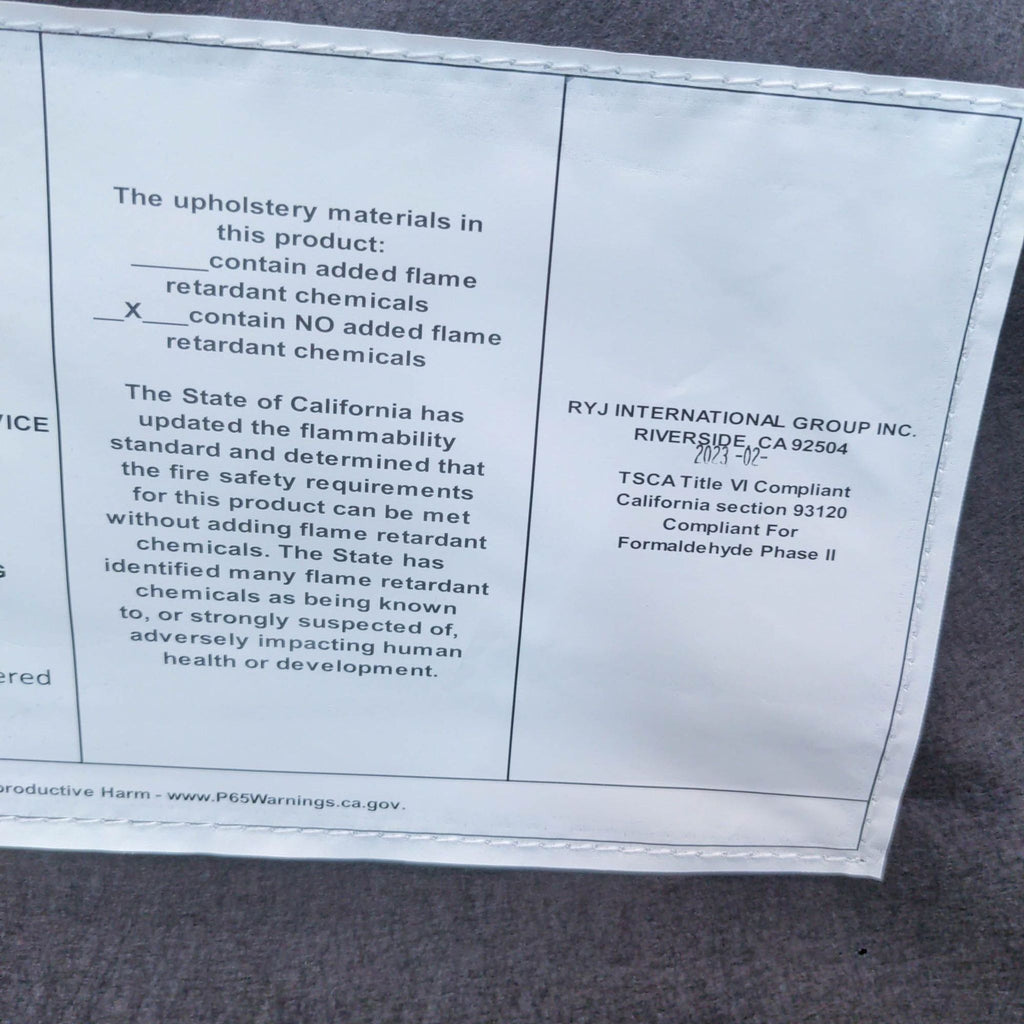 The upholstery materials in
this product:
_____contain added flame
retardant chemicals
__X___contain NO added flame
retardant chemicals
The State of California has
updated the flammability
standard and determined that
the fire safety requirements
for this product can be met
without adding flame retardant
chemicals. The State has
identified many flame retardant
chemicals as being known
to, or strongly suspected of,
adversely impacting human
health or development.
RYJ INTERNATIONAL GROUP INC.
RIVERSIDE, CA 92504
2023-02-
TSCA Title VI Compliant
California section 93120
Compliant For
Formaldehyde Phase II
Harm - www.P65Warnings.ca.gov.